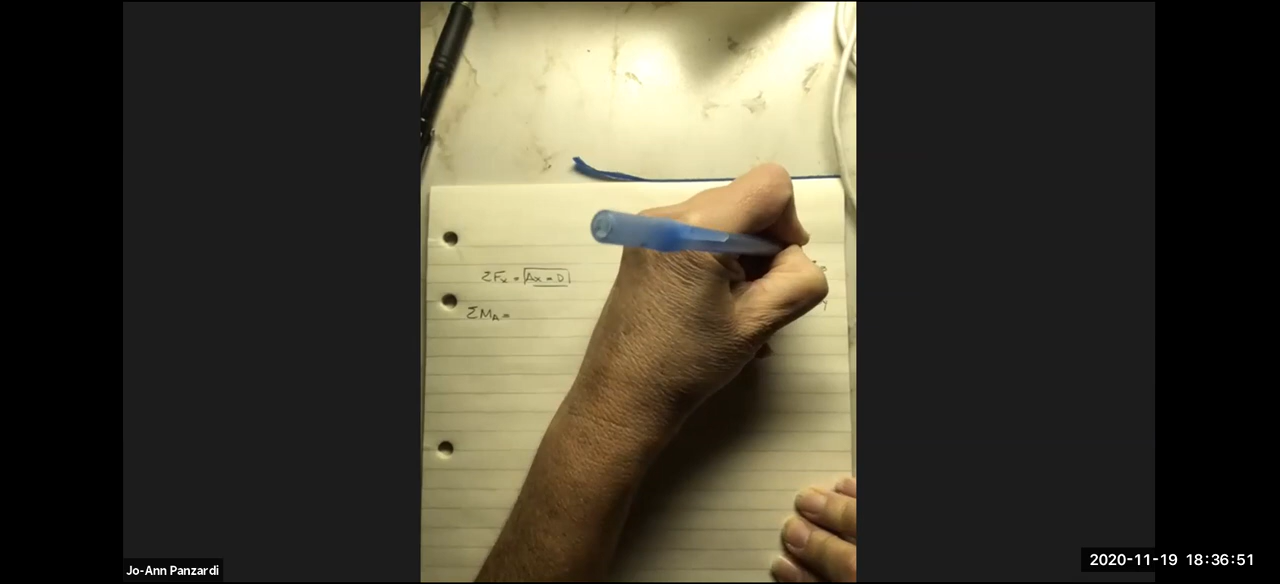 ΣFx = Ax = 0
ΣMA =
Jo-Ann Panzardi
2020-11-19 18:36:51